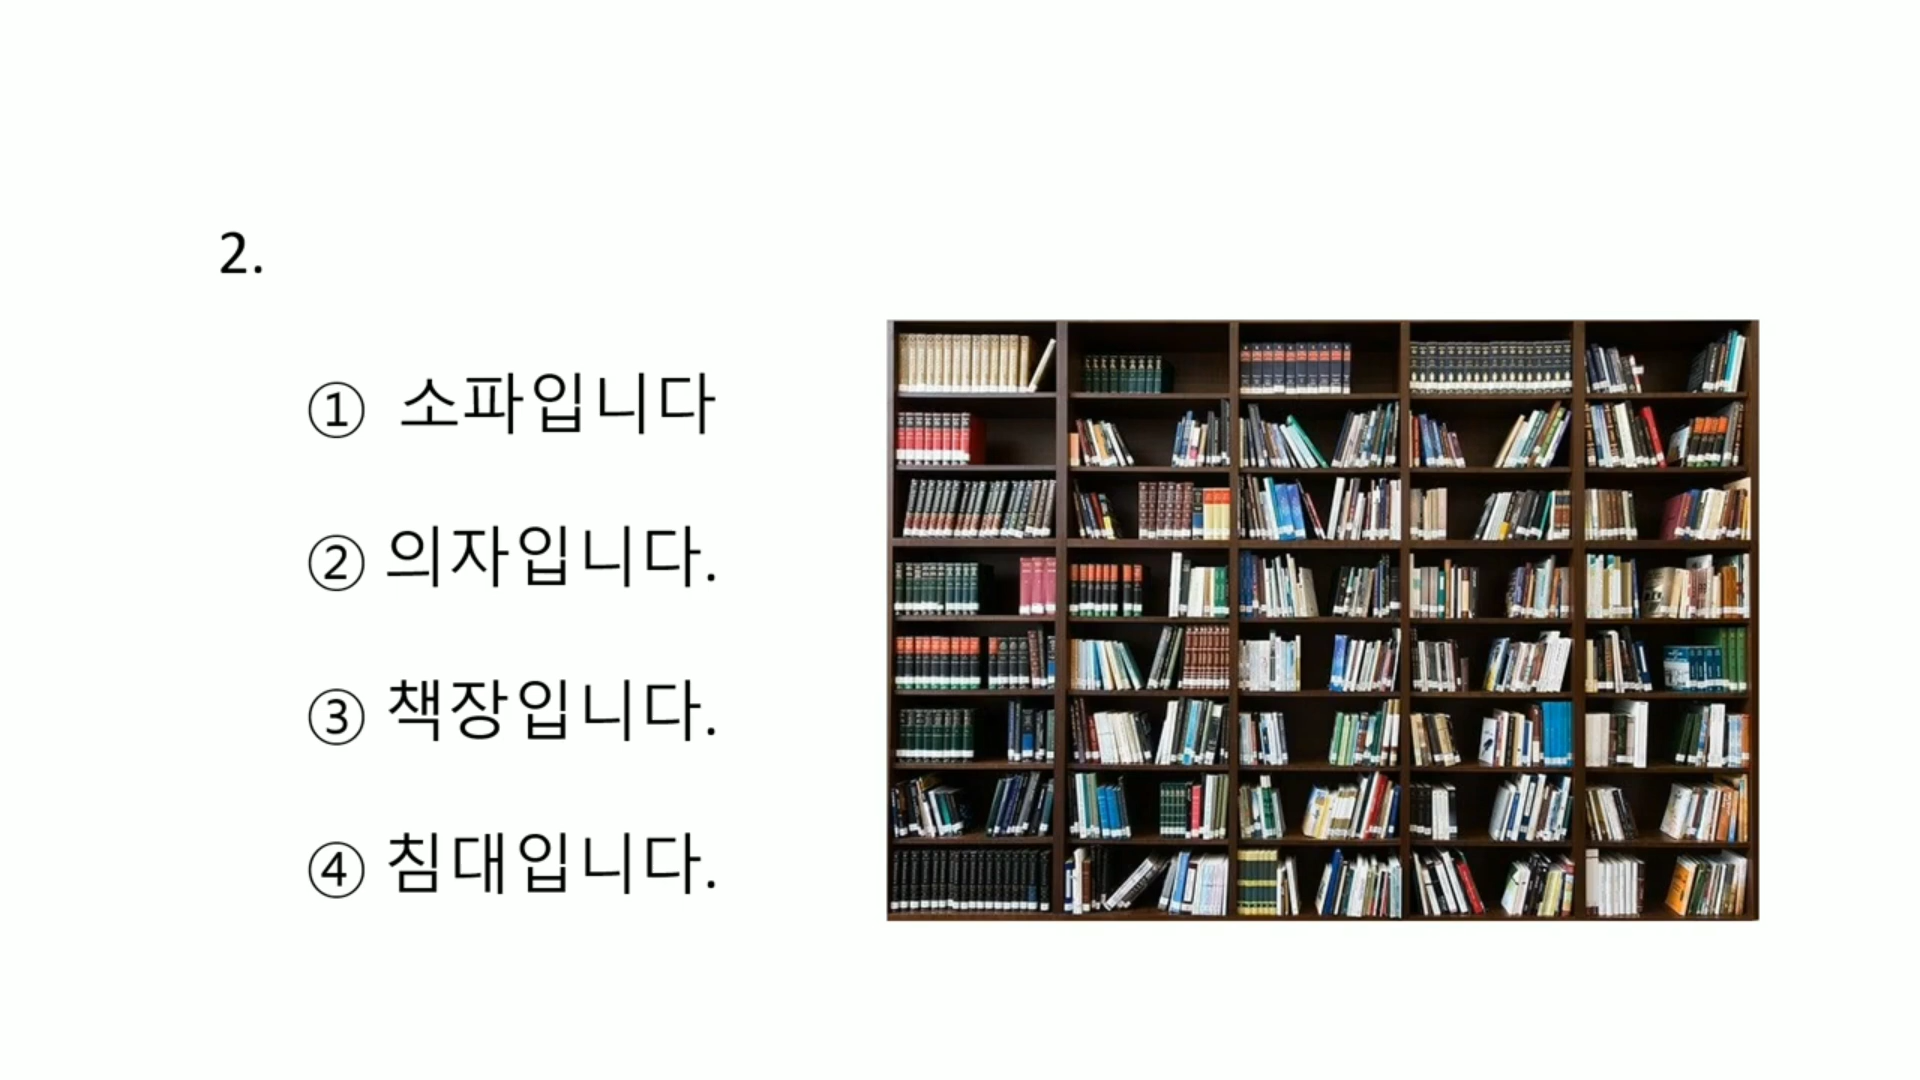 2.
① 소파입니다
② 의자입니다.
③ 책장입니다.
④ 침대입니다.